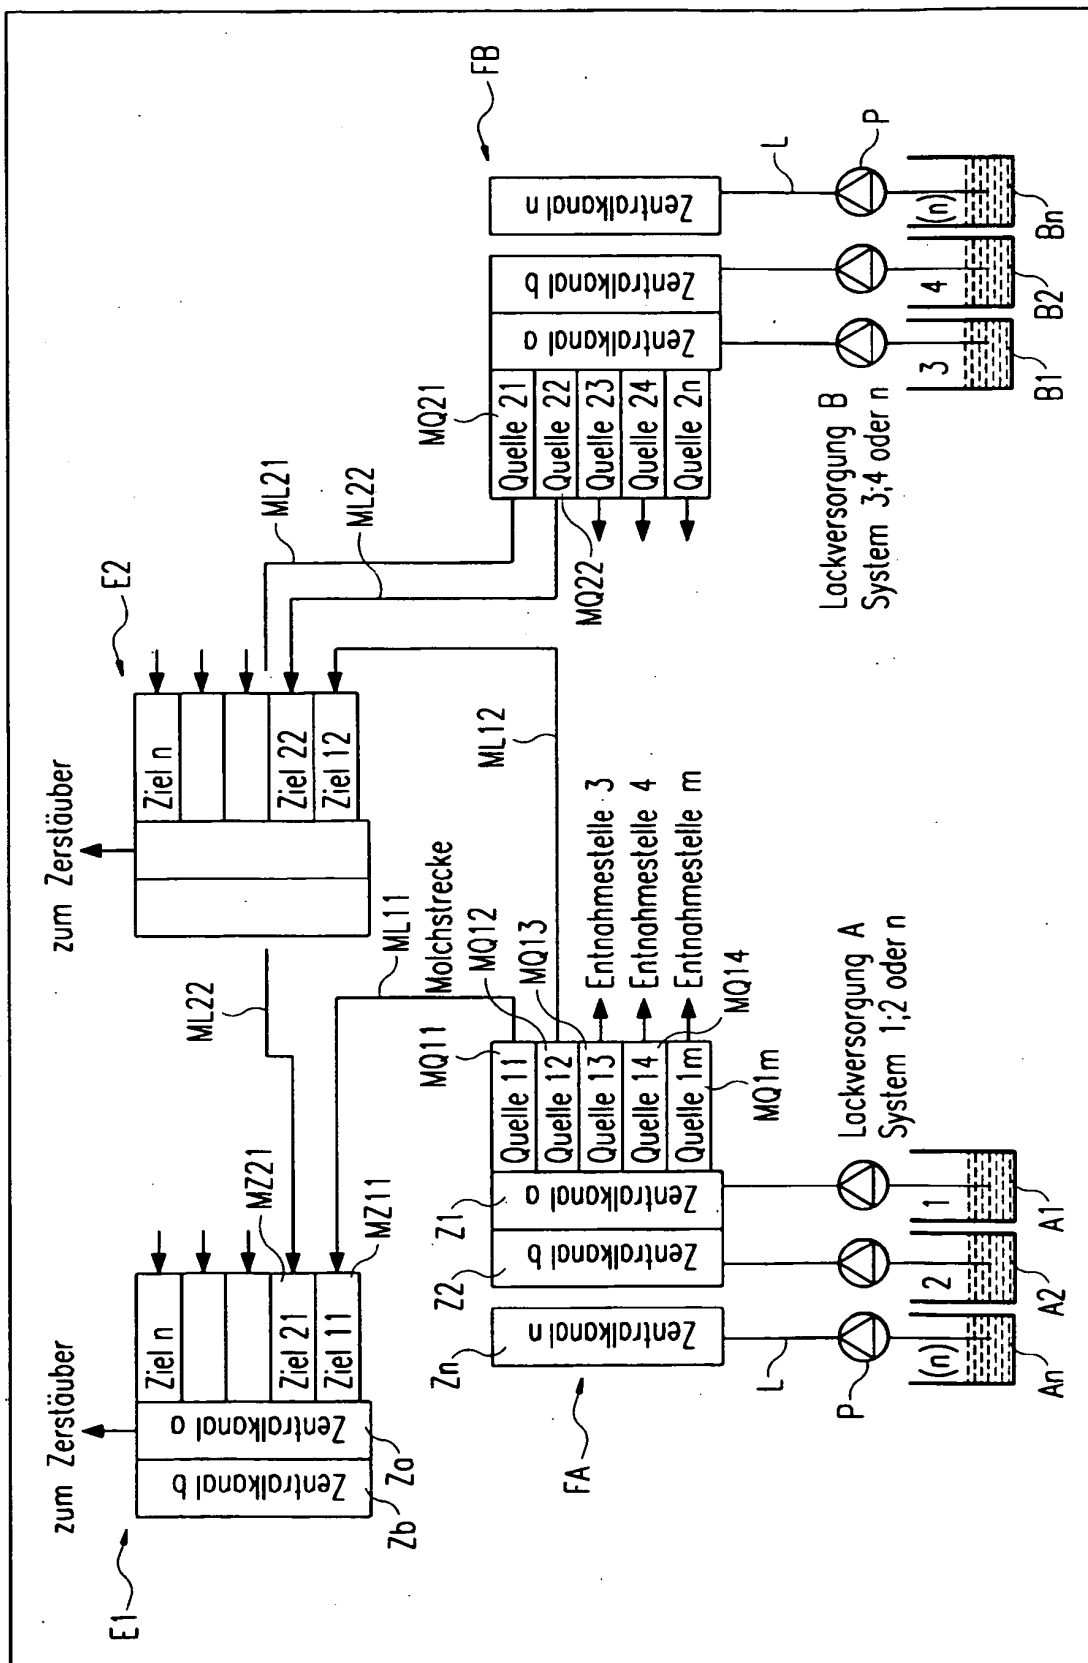 E1
zum Zerstäuber
Zentralkanal b
Zentralkanal a
Ziel n
Ziel 21
Ziel 11
Zb
Za
MZ21
MZ11
ML22
zum Zerstäuber
E2
Ziel n
Ziel 22
Ziel 12
ML21
ML22
ML11
Molchstrecke
ML12
FA
Zn
Z2
Z1
Zentralkanal n
Zentralkanal b
Zentralkanal a
MQ11
MQ12
MQ13
Quelle 11
Quelle 12
Quelle 13
Quelle 14
Quelle 1m
Entnahmestelle 3
Entnahmestelle 4
Entnahmestelle m
MQ14
MQ1m
L
P
(n)
2
1
An
A2
A1
Lackversorgung A
System 1;2 oder n
FB
MQ21
MQ22
Quelle 21
Quelle 22
Quelle 23
Quelle 24
Quelle 2n
Zentralkanal a
Zentralkanal b
Zentralkanal n
L
P
Lackversorgung B
System 3;4 oder n
3
4
(n)
B1
B2
Bn